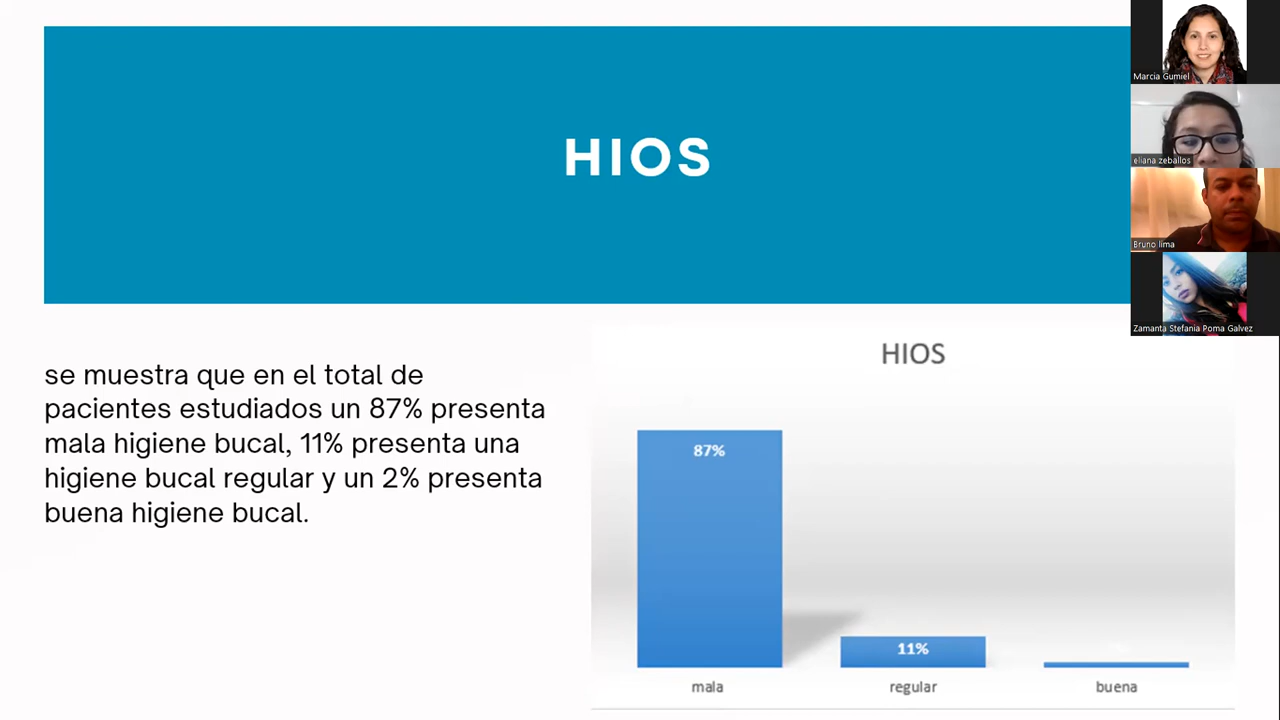 HIOS
Marcia Gumiel
eliana zeballos
Bruno lima
Zamanta Stefania Poma Galvez
se muestra que en el total de
pacientes estudiados un 87% presenta
mala higiene bucal, 11% presenta una
higiene bucal regular y un 2% presenta
buena higiene bucal.
HIOS
87%
11%
mala
regular
buena